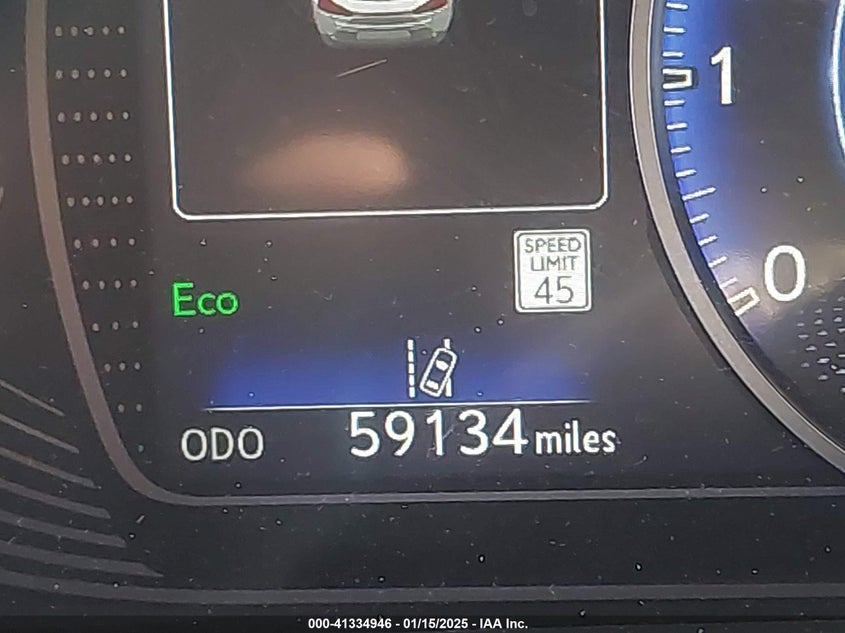 1
SPEED
LIMIT
45
0
Eco
ODO 59134 miles
000-41334946 - 01/15/2025 - IAA Inc.